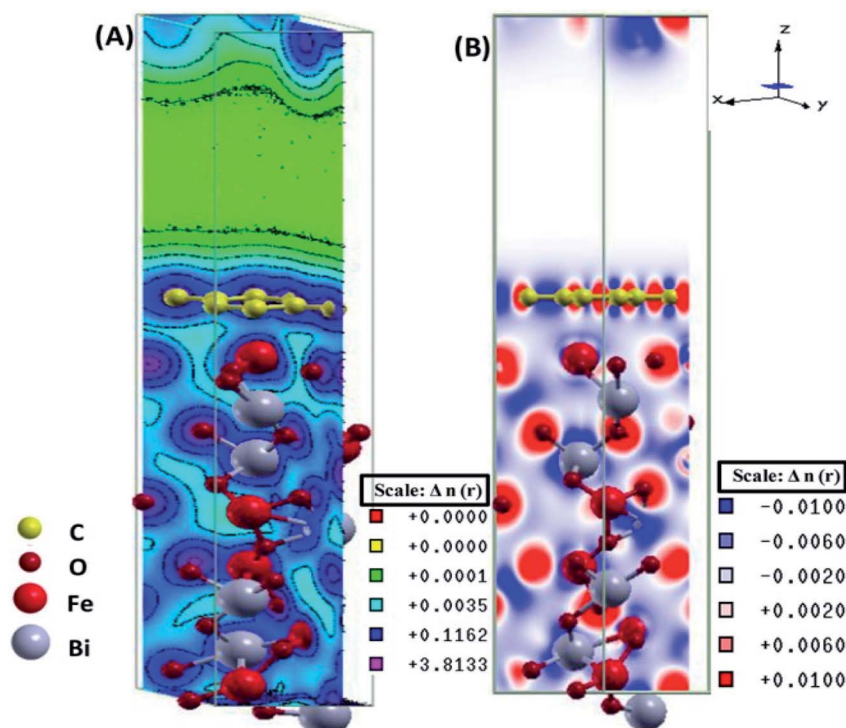 (A)
(B)
z
x
y
C
O
Fe
Bi
Scale: Δ n (r)
+0.0000
+0.0000
+0.0001
+0.0035
+0.1162
+3.8133
Scale: Δ n (r)
-0.0100
-0.0060
-0.0020
+0.0020
+0.0060
+0.0100